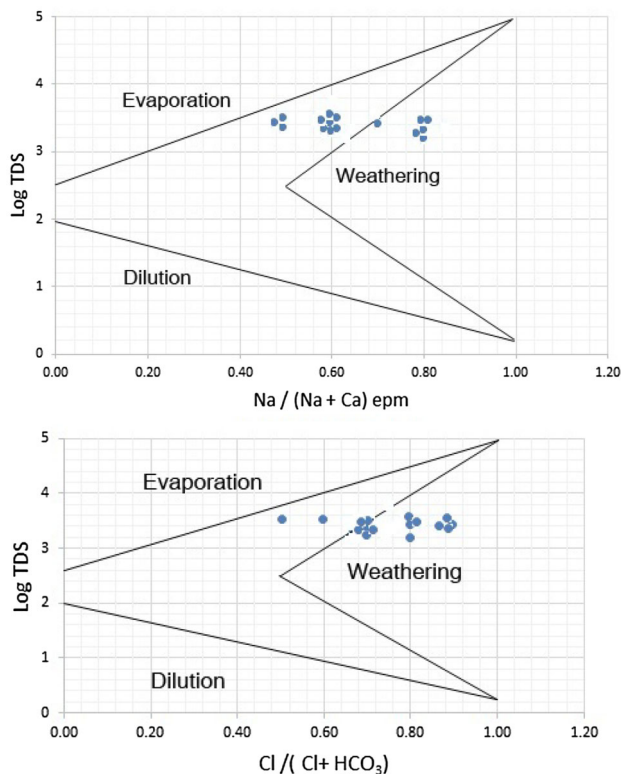 5
4
3
2
1
0
Log TDS
Evaporation
Weathering
Dilution
0.00 0.20 0.40 0.60 0.80 1.00 1.20
Na / (Na + Ca) epm
5
4
3
2
1
0
Log TDS
Evaporation
Weathering
Dilution
0.00 0.20 0.40 0.60 0.80 1.00 1.20
Cl /( Cl+ HCO₃)